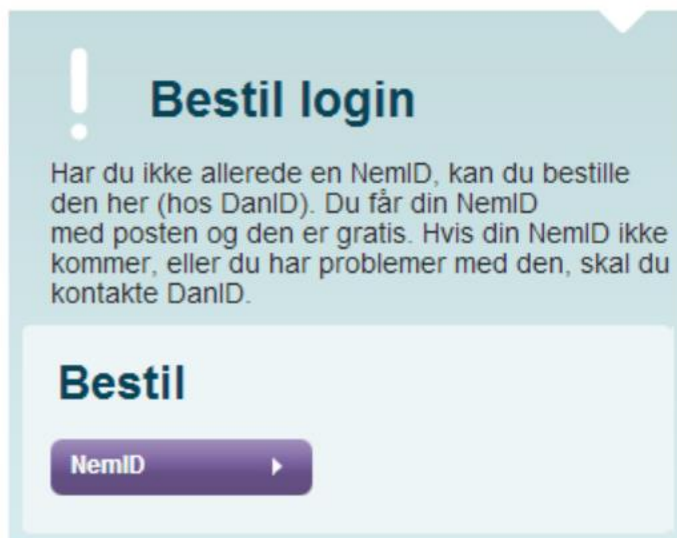 Bestil login
Har du ikke allerede en NemID, kan du bestille
den her (hos DanID). Du får din NemID
med posten og den er gratis. Hvis din NemID ikke
kommer, eller du har problemer med den, skal du
kontakte DanID.
Bestil
NemID